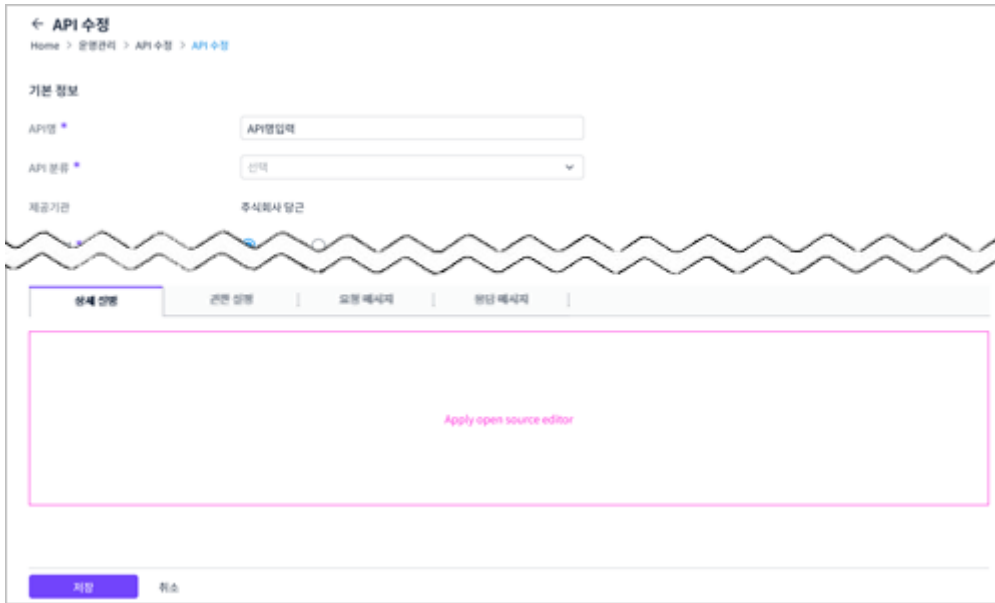 ← API 수정
Home > 운영관리 > API 수정 > API 수정
기본 정보
API명 *
API명입력
API 분류 *
선택
제공기관
주식회사 당근
*
상세 설명
권한 설명
요청 메시지
응답 메시지
Apply open source editor
저장
취소